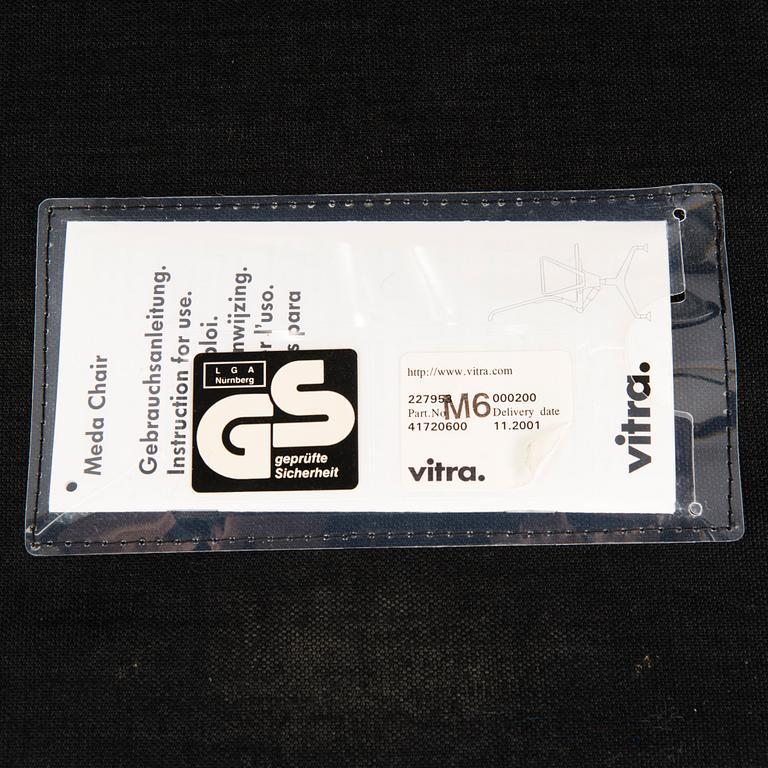 Meda Chair
Gebrauchsanleitung.
Instruction for use.
ploi.
nwijzing.
l'uso.
s para
vitra.
L G A
Nurnberg
GS
geprüfte
Sicherheit
http://www.vitra.com
227953 M6 000200
Part.No Delivery date
41720600 11.2001
vitra.